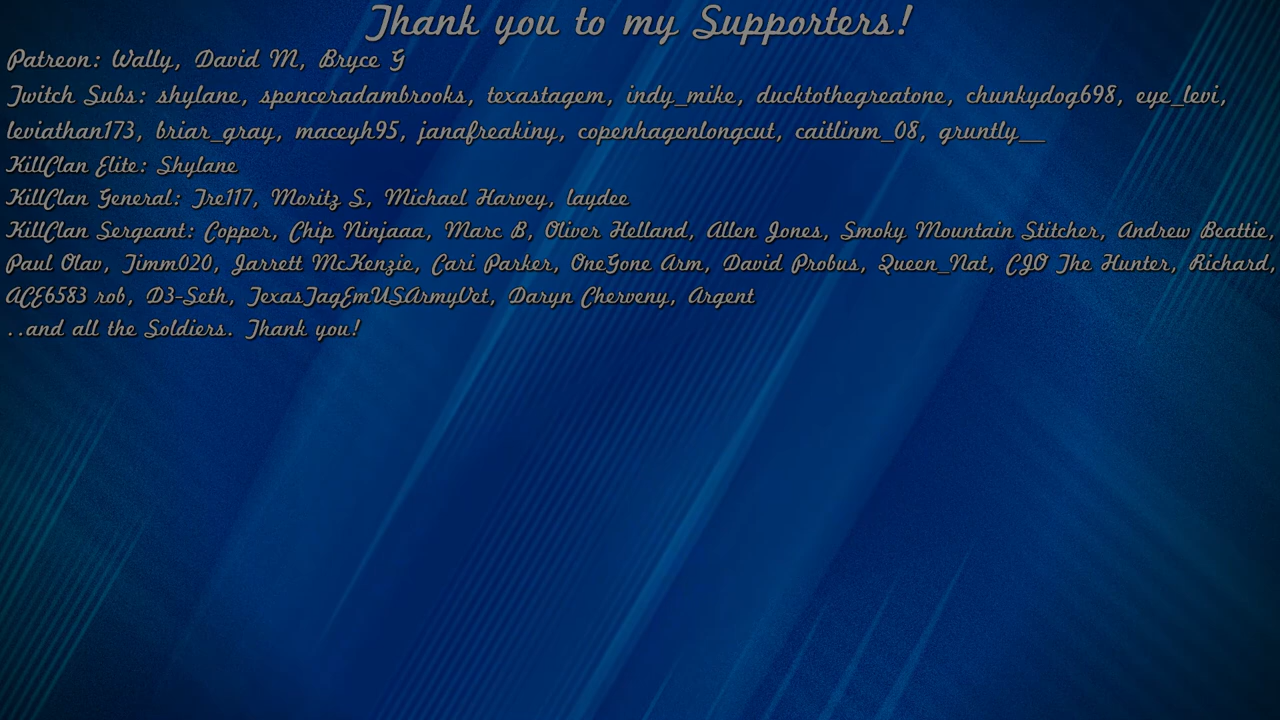 Thank you to my Supporters!
Patreon: Wally, David M, Bryce G
Twitch Subs: shylane, spenceradambrooks, texastagem, indy_mike, ducktothegreatone, chunkydog698, eye_levi,
leviathan173, briar_gray, maceyh95, janafreakiny, copenhagenlongcut, caitlinm_08, gruntly__
KillClan Elite: Shylane
KillClan General: Tre117, Moritz S, Michael Harvey, laydee
KillClan Sergeant: Copper, Chip Ninjaaa, Marc B, Oliver Helland, Allen Jones, Smoky Mountain Stitcher, Andrew Beattie,
Paul Olav, Timm020, Jarrett McKenzie, Cari Parker, OneGone Arm, David Probus, Queen_Nat, CJO The Hunter, Richard,
ACE6583 rob, D3-Seth, TexasTagEmUSArmyVet, Daryn Cherveny, Argent
..and all the Soldiers. Thank you!